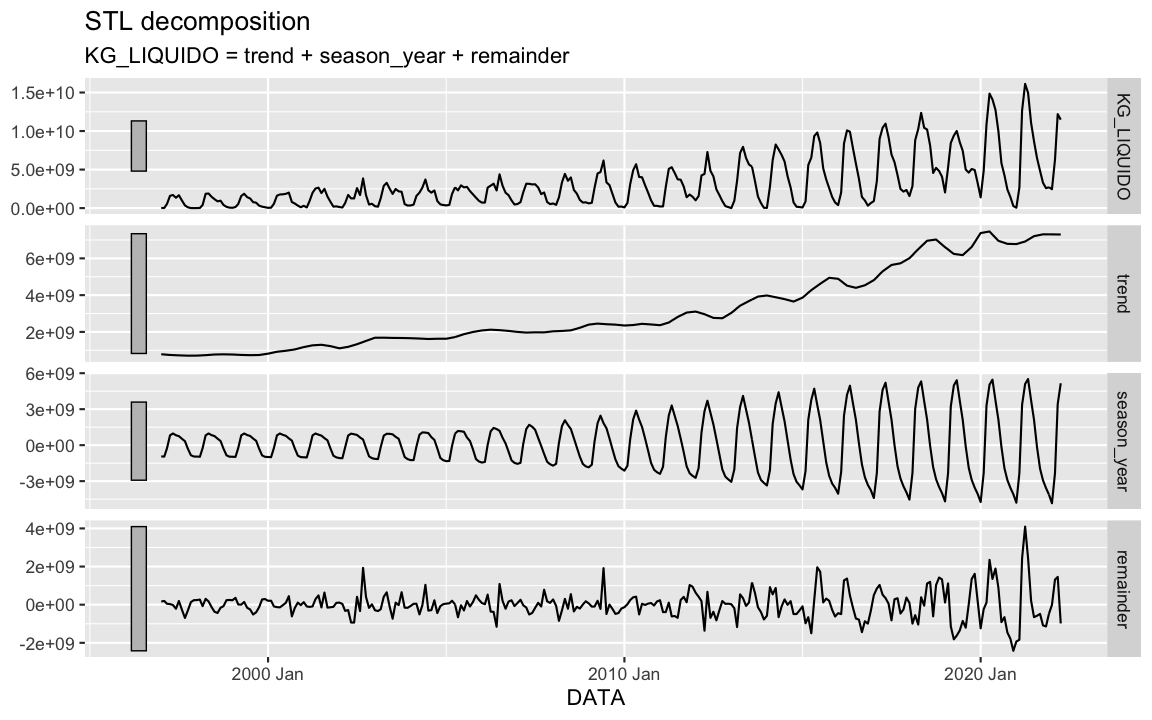 STL decomposition
KG_LIQUIDO = trend + season_year + remainder
1.5e+10
1.0e+10
5.0e+09
0.0e+00
KG_LIQUIDO
6e+09
4e+09
2e+09
trend
6e+09
3e+09
0e+00
-3e+09
season_year
4e+09
2e+09
0e+00
-2e+09
remainder
2000 Jan
2010 Jan
2020 Jan
DATA